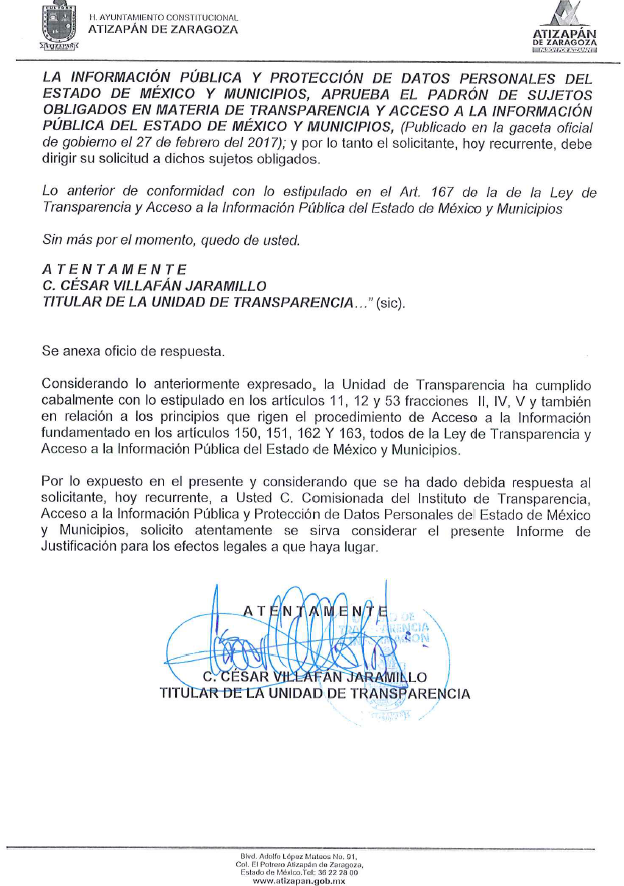 H. AYUNTAMIENTO CONSTITUCIONAL
ATIZAPÁN DE ZARAGOZA
ATIZAPÁN
DE ZARAGOZA
LA INFORMACIÓN PÚBLICA Y PROTECCIÓN DE DATOS PERSONALES DEL
ESTADO DE MÉXICO Y MUNICIPIOS, APRUEBA EL PADRÓN DE SUJETOS
OBLIGADOS EN MATERIA DE TRANSPARENCIA Y ACCESO A LA INFORMACIÓN
PÚBLICA DEL ESTADO DE MÉXICO Y MUNICIPIOS, (Publicado en la gaceta oficial
de gobierno el 27 de febrero del 2017); y por lo tanto el solicitante, hoy recurrente, debe
dirigir su solicitud a dichos sujetos obligados.
Lo anterior de conformidad con lo estipulado en el Art. 167 de la de la Ley de
Transparencia y Acceso a la Información Pública del Estado de México y Municipios
Sin más por el momento, quedo de usted.
A T E N T A M E N T E
C. CÉSAR VILLAFÁN JARAMILLO
TITULAR DE LA UNIDAD DE TRANSPARENCIA…" (sic).
Se anexa oficio de respuesta.
Considerando lo anteriormente expresado, la Unidad de Transparencia ha cumplido
cabalmente con lo estipulado en los artículos 11, 12 y 53 fracciones II, IV, V y también
en relación a los principios que rigen el procedimiento de Acceso a la Información
fundamentado en los artículos 150, 151, 162 Y 163, todos de la Ley de Transparencia y
Acceso a la Información Pública del Estado de México y Municipios.
Por lo expuesto en el presente y considerando que se ha dado debida respuesta al
solicitante, hoy recurrente, a Usted C. Comisionada del Instituto de Transparencia,
Acceso a la Información Pública y Protección de Datos Personales del Estado de México
y Municipios, solicito atentamente se sirva considerar el presente Informe de
Justificación para los efectos legales a que haya lugar.
A T E N T A M E N T E
C. CÉSAR VILLAFÁN JARAMILLO
TITULAR DE LA UNIDAD DE TRANSPARENCIA
Blvd. Adolfo López Mateos No. 91,
Col. El Potrero Atizapán de Zaragoza,
Estado de México.Tel: 36 22 28 00
www.atizapan.gob.mx